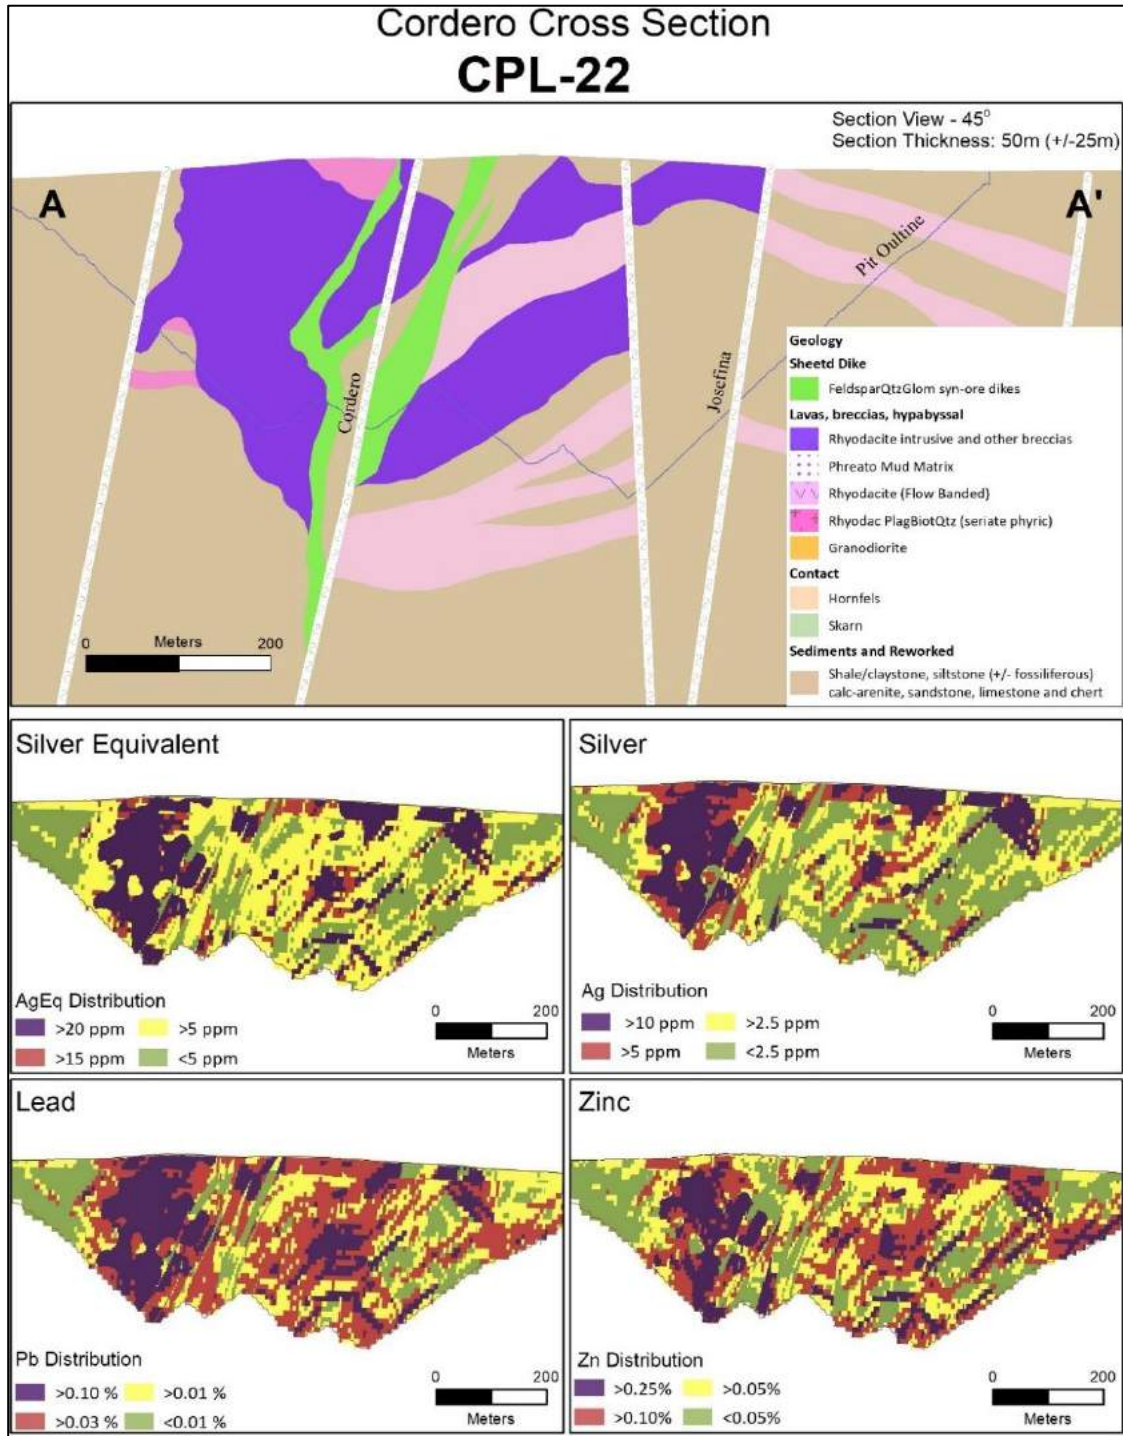 Cordero Cross Section
CPL-22
Section View - 45°
Section Thickness: 50m (+/-25m)
A
A'
Pit Oultine
Cordero
Josefina
Geology
Sheetd Dike
FeldsparQtzGlom syn-ore dikes
Lavas, breccias, hypabyssal
Rhyodacite intrusive and other breccias
Phreato Mud Matrix
Rhyodacite (Flow Banded)
Rhyodac PlagBiotQtz (seriate phyric)
Granodiorite
Contact
Hornfels
Skarn
Sediments and Reworked
Shale/claystone, siltstone (+/- fossiliferous)
calc-arenite, sandstone, limestone and chert
0 Meters 200
Silver Equivalent
AgEq Distribution
>20 ppm >5 ppm
>15 ppm <5 ppm
0 200
Meters
Silver
Ag Distribution
>10 ppm >2.5 ppm
>5 ppm <2.5 ppm
0 200
Meters
Lead
Pb Distribution
>0.10 % >0.01 %
>0.03 % <0.01 %
0 200
Meters
Zinc
Zn Distribution
>0.25% >0.05%
>0.10% <0.05%
0 200
Meters